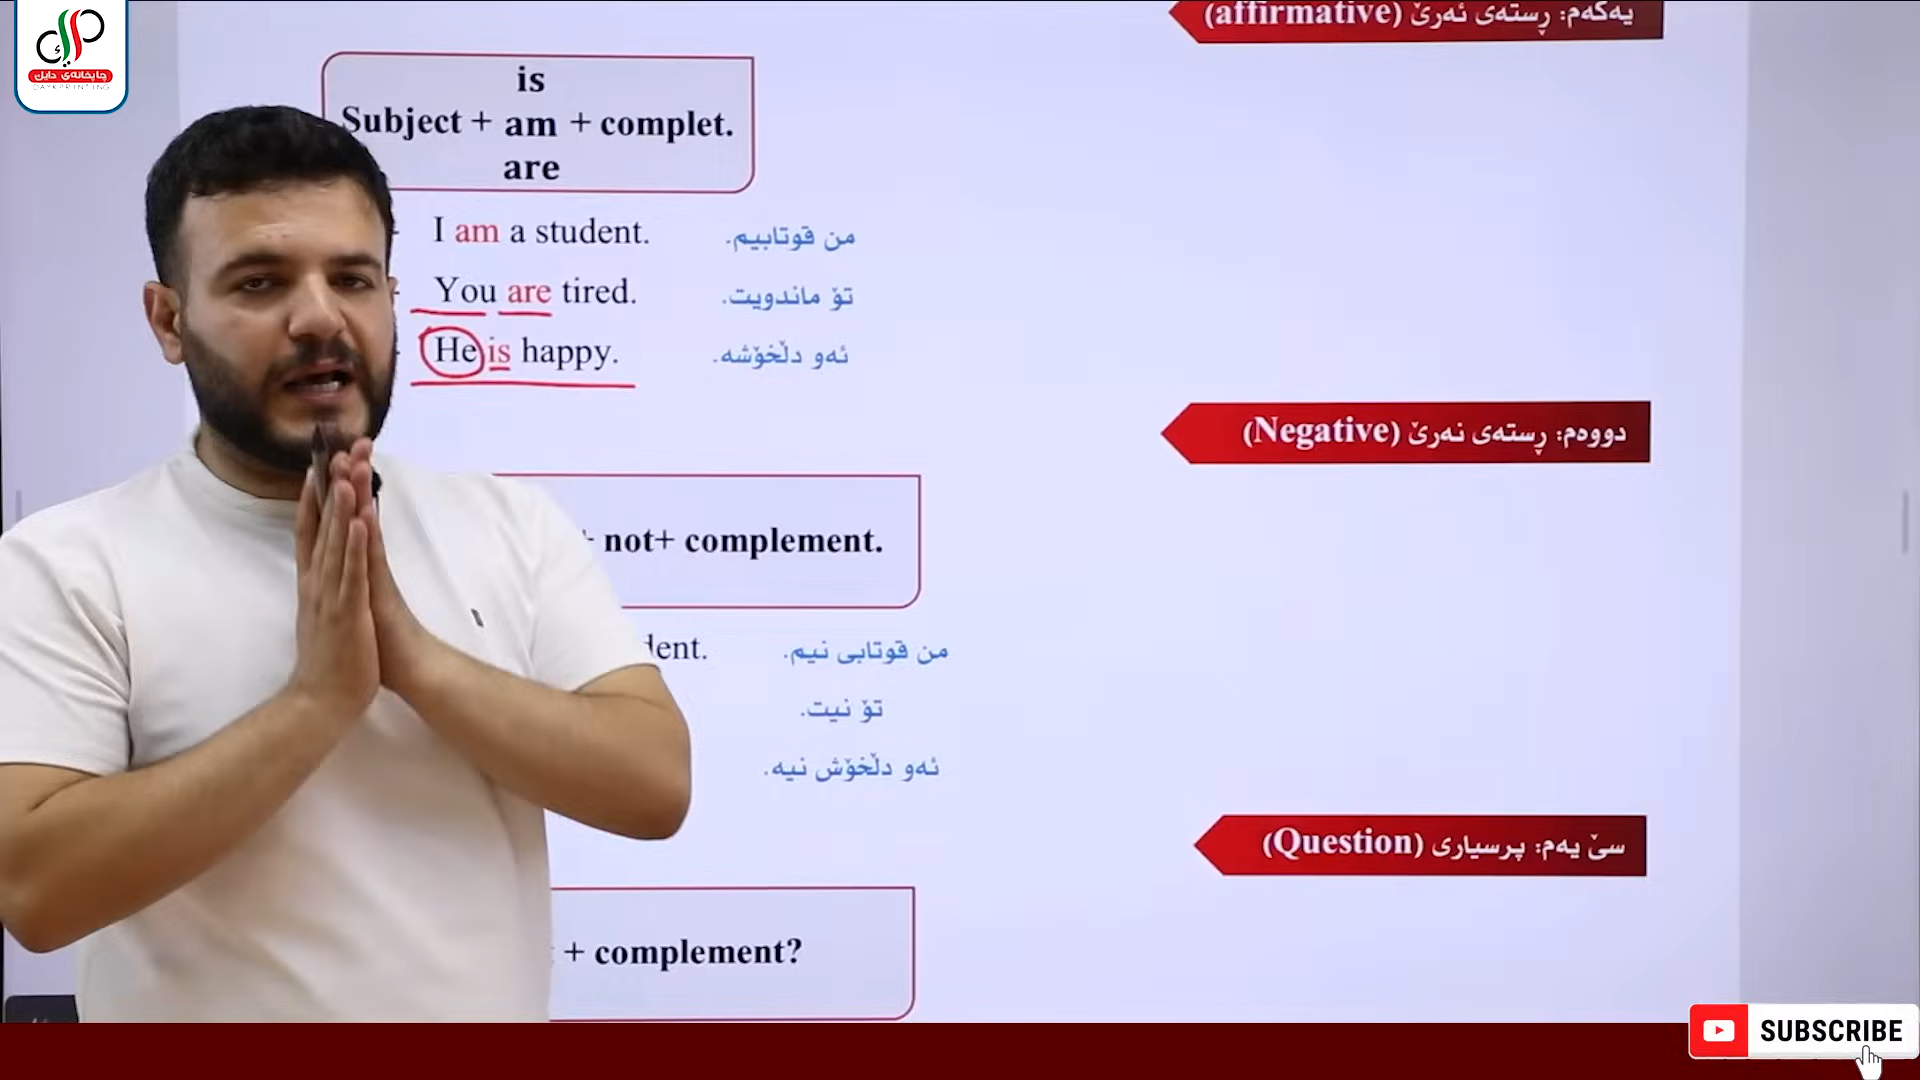 چاپخانەی دایک
DAYK PRINTING
یەکەم: ڕستەی ئەرێ (affirmative)
is
Subject + am + complet.
are
I am a student. من قوتابیم.
You are tired. تۆ ماندویت.
He is happy. ئەو دڵخۆشە.
دووەم: ڕستەی نەرێ (Negative)
+ not+ complement.
dent. من قوتابی نیم.
تۆ نیت.
ئەو دڵخۆش نیە.
سێ یەم: پرسیاری (Question)
+ complement?
SUBSCRIBE